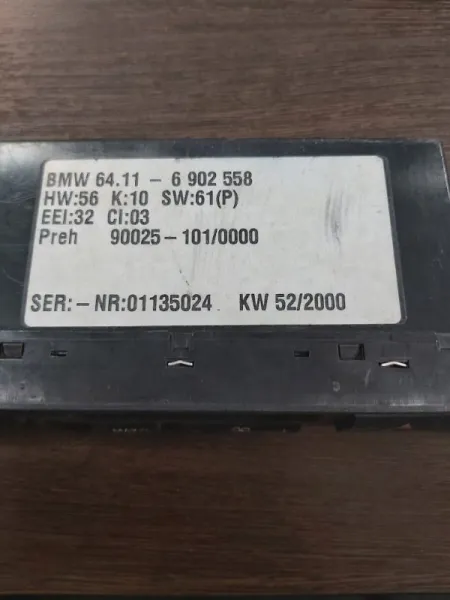 BMW 64.11 - 6 902 558
HW:56 K:10 SW:61(P)
EEI:32 CI:03
Preh 90025-101/0000
SER:-NR:01135024 KW 52/2000